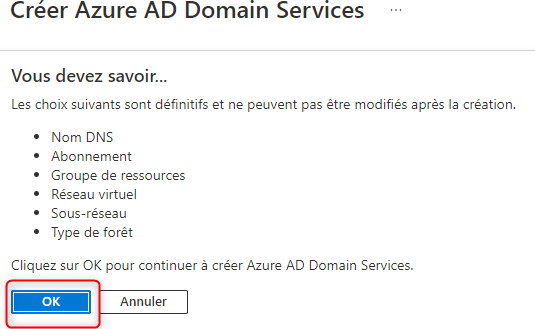 Créer Azure AD Domain Services ...
Vous devez savoir...
Les choix suivants sont définitifs et ne peuvent pas être modifiés après la création.
• Nom DNS
• Abonnement
• Groupe de ressources
• Réseau virtuel
• Sous-réseau
• Type de forêt
Cliquez sur OK pour continuer à créer Azure AD Domain Services.
OK Annuler